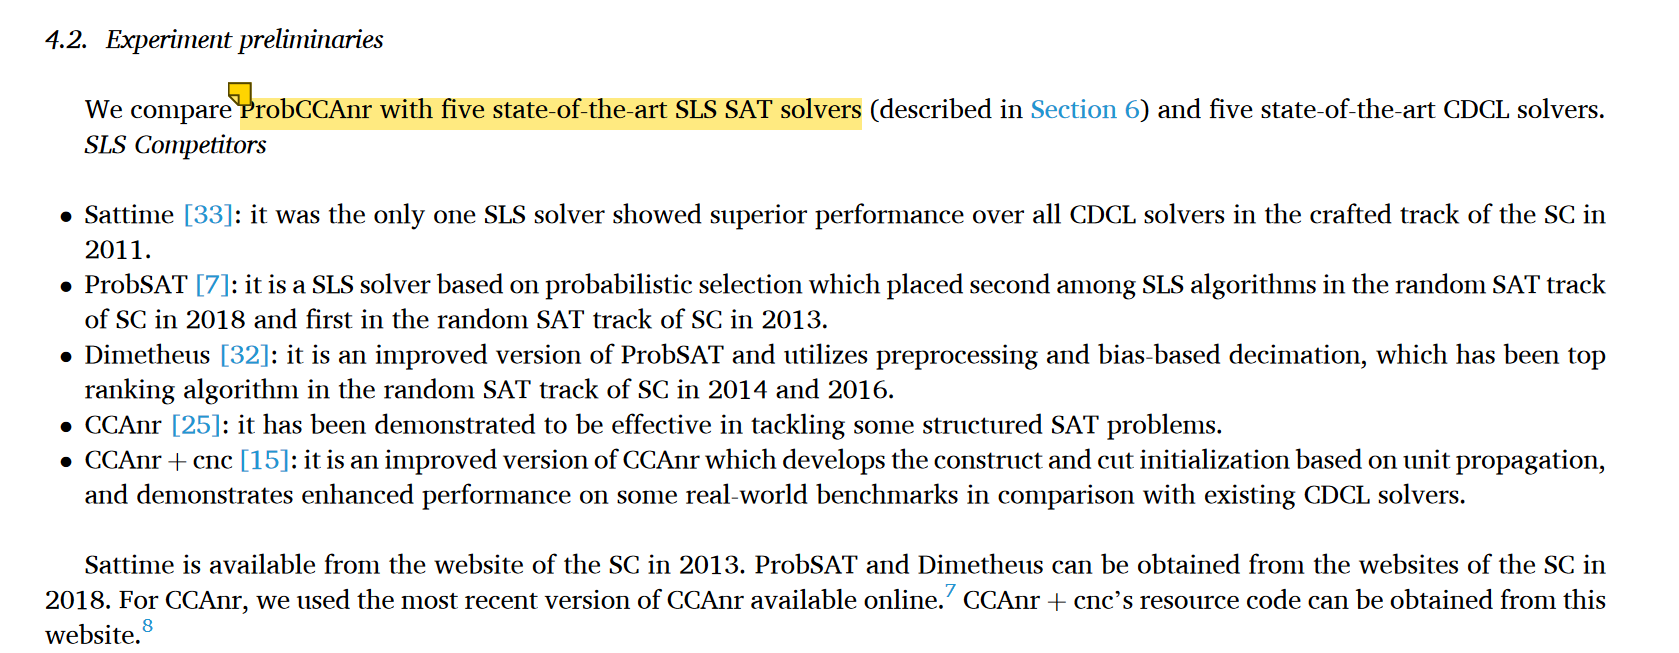 4.2. Experiment preliminaries
We compare ProbCCAnr with five state-of-the-art SLS SAT solvers (described in Section 6) and five state-of-the-art CDCL solvers.
SLS Competitors
• Sattime [33]: it was the only one SLS solver showed superior performance over all CDCL solvers in the crafted track of the SC in
2011.
• ProbSAT [7]: it is a SLS solver based on probabilistic selection which placed second among SLS algorithms in the random SAT track
of SC in 2018 and first in the random SAT track of SC in 2013.
• Dimetheus [32]: it is an improved version of ProbSAT and utilizes preprocessing and bias-based decimation, which has been top
ranking algorithm in the random SAT track of SC in 2014 and 2016.
• CCAnr [25]: it has been demonstrated to be effective in tackling some structured SAT problems.
• CCAnr + cnc [15]: it is an improved version of CCAnr which develops the construct and cut initialization based on unit propagation,
and demonstrates enhanced performance on some real-world benchmarks in comparison with existing CDCL solvers.
Sattime is available from the website of the SC in 2013. ProbSAT and Dimetheus can be obtained from the websites of the SC in
2018. For CCAnr, we used the most recent version of CCAnr available online.7 CCAnr + cnc's resource code can be obtained from this
website.8